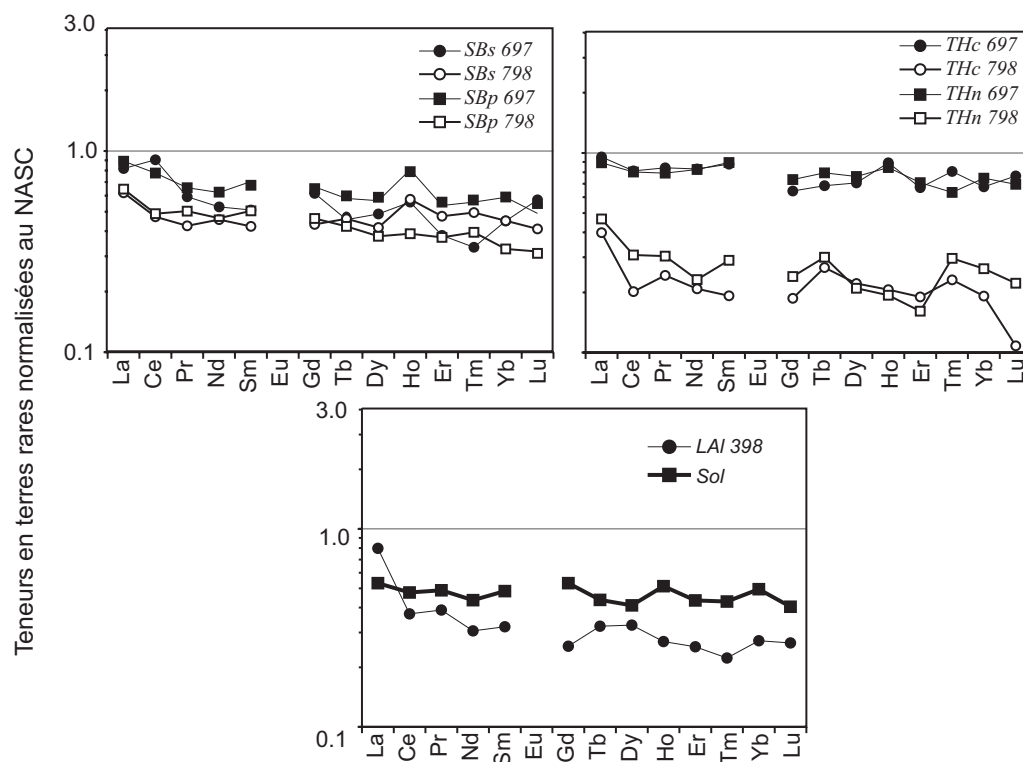 Teneurs en terres rares normalisées au NASC
3.0
1.0
0.1
SBs 697
SBs 798
SBp 697
SBp 798
La Ce Pr Nd Sm Eu Gd Tb Dy Ho Er Tm Yb Lu
THc 697
THc 798
THn 697
THn 798
La Ce Pr Nd Sm Eu Gd Tb Dy Ho Er Tm Yb Lu
3.0
1.0
0.1
LAl 398
Sol
La Ce Pr Nd Sm Eu Gd Tb Dy Ho Er Tm Yb Lu